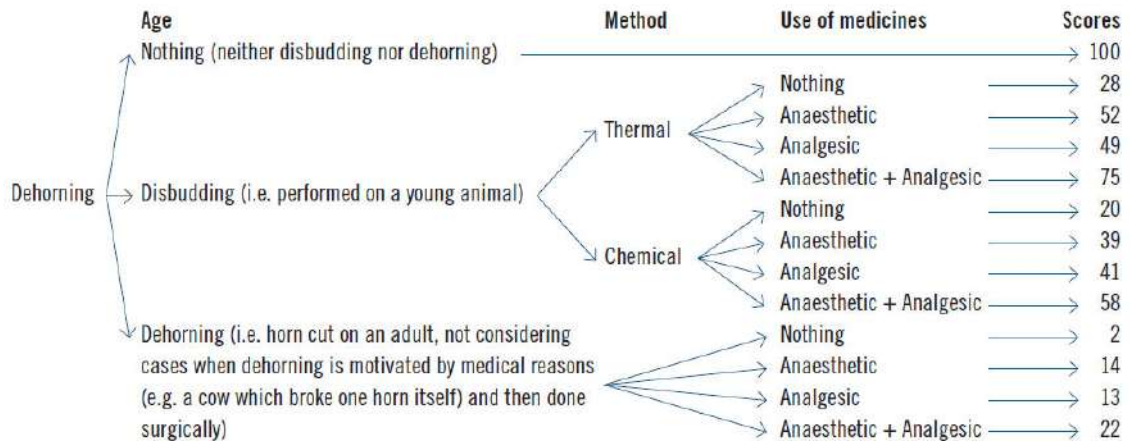 Age Method Use of medicines Scores
Nothing (neither disbudding nor dehorning) 100
Nothing 28
Anaesthetic 52
Thermal
Analgesic 49
Anaesthetic + Analgesic 75
Dehorning Disbudding (i.e. performed on a young animal)
Nothing 20
Anaesthetic 39
Chemical
Analgesic 41
Anaesthetic + Analgesic 58
Dehorning (i.e. horn cut on an adult, not considering Nothing 2
cases when dehorning is motivated by medical reasons Anaesthetic 14
(e.g. a cow which broke one horn itself) and then done Analgesic 13
surgically) Anaesthetic + Analgesic 22